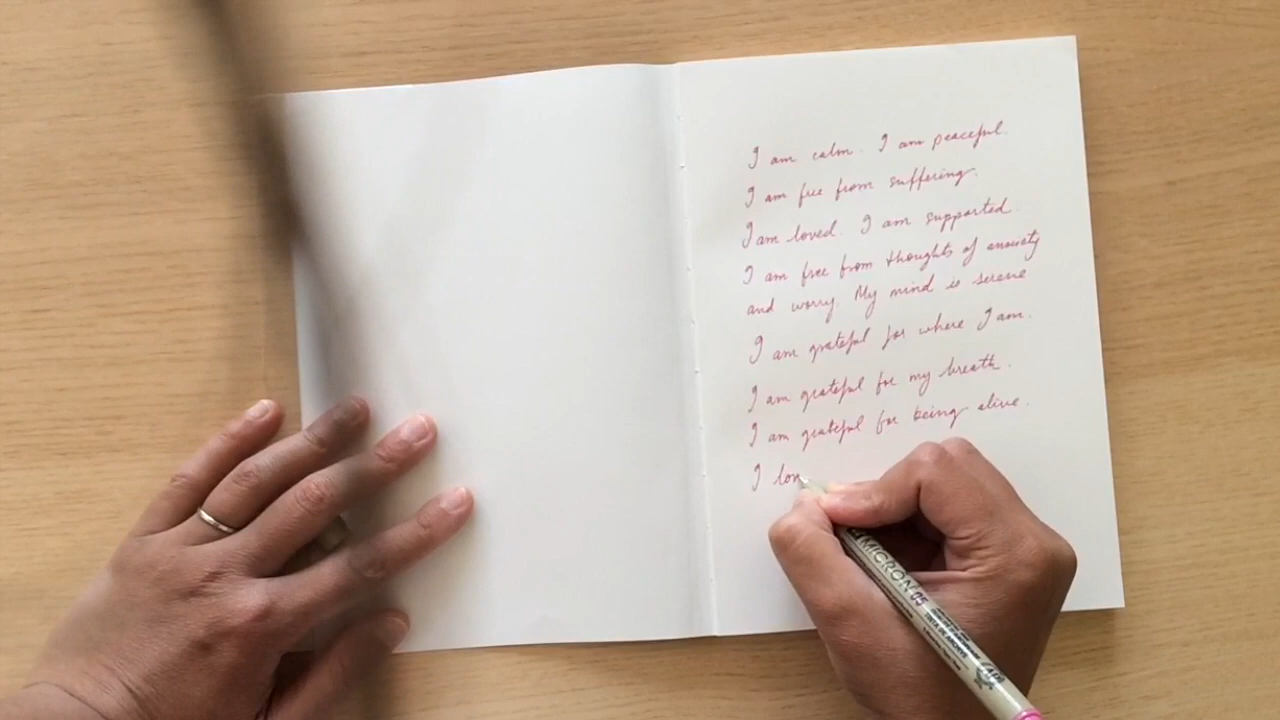 I am calm. I am peaceful.
I am free from suffering.
I am loved. I am supported.
I am free from thoughts of anxiety
and worry. My mind is serene
I am grateful for where I am.
I am grateful for my breath.
I am grateful for being alive.
I lov
MICRON 05